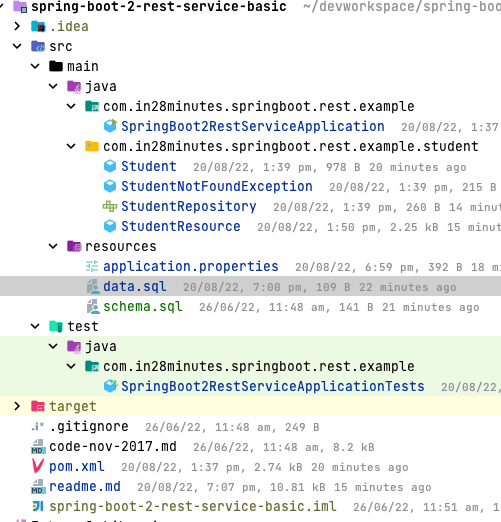 spring-boot-2-rest-service-basic ~/devworkspace/spring-boo
.idea
src
main
java
com.in28minutes.springboot.rest.example
SpringBoot2RestServiceApplication 20/08/22, 1:37
com.in28minutes.springboot.rest.example.student
Student 20/08/22, 1:39 pm, 978 B 20 minutes ago
StudentNotFoundException 20/08/22, 1:39 pm, 215 B
StudentRepository 20/08/22, 1:39 pm, 260 B 14 minut
StudentResource 20/08/22, 1:50 pm, 2.25 kB 15 minut
resources
application.properties 20/08/22, 6:59 pm, 392 B 18 mi
data.sql 20/08/22, 7:00 pm, 109 B 22 minutes ago
schema.sql 26/06/22, 11:48 am, 141 B 21 minutes ago
test
java
com.in28minutes.springboot.rest.example
SpringBoot2RestServiceApplicationTests 20/08/22,
target
.gitignore 26/06/22, 11:48 am, 249 B
MD code-nov-2017.md 26/06/22, 11:48 am, 8.2 kB
pom.xml 20/08/22, 1:37 pm, 2.74 kB 20 minutes ago
MD readme.md 20/08/22, 7:07 pm, 10.81 kB 15 minutes ago
spring-boot-2-rest-service-basic.iml 26/06/22, 11:51 am, 1